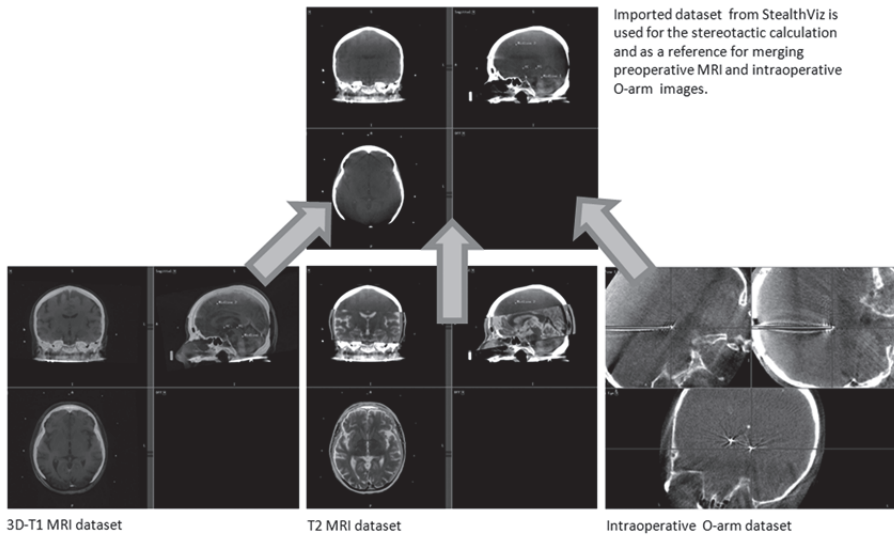 Imported dataset from StealthViz is
used for the stereotactic calculation
and as a reference for merging
preoperative MRI and intraoperative
O-arm images.
3D-T1 MRI dataset
T2 MRI dataset
Intraoperative O-arm dataset